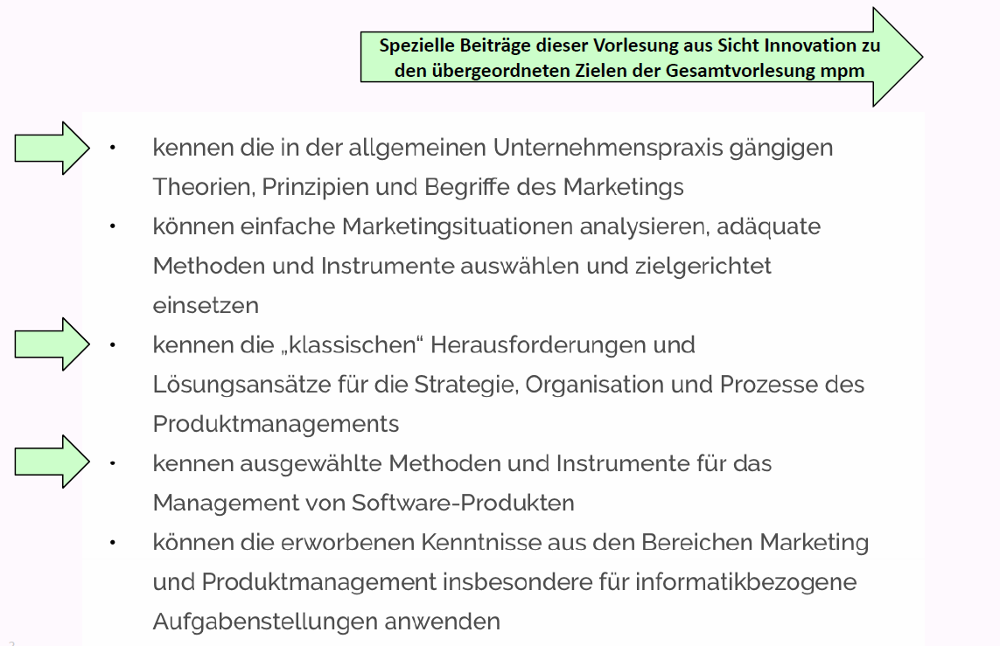 Spezielle Beiträge dieser Vorlesung aus Sicht Innovation zu
den übergeordneten Zielen der Gesamtvorlesung mpm
• kennen die in der allgemeinen Unternehmenspraxis gängigen
Theorien, Prinzipien und Begriffe des Marketings
• können einfache Marketingsituationen analysieren, adäquate
Methoden und Instrumente auswählen und zielgerichtet
einsetzen
• kennen die „klassischen“ Herausforderungen und
Lösungsansätze für die Strategie, Organisation und Prozesse des
Produktmanagements
• kennen ausgewählte Methoden und Instrumente für das
Management von Software-Produkten
• können die erworbenen Kenntnisse aus den Bereichen Marketing
und Produktmanagement insbesondere für informatikbezogene
Aufgabenstellungen anwenden